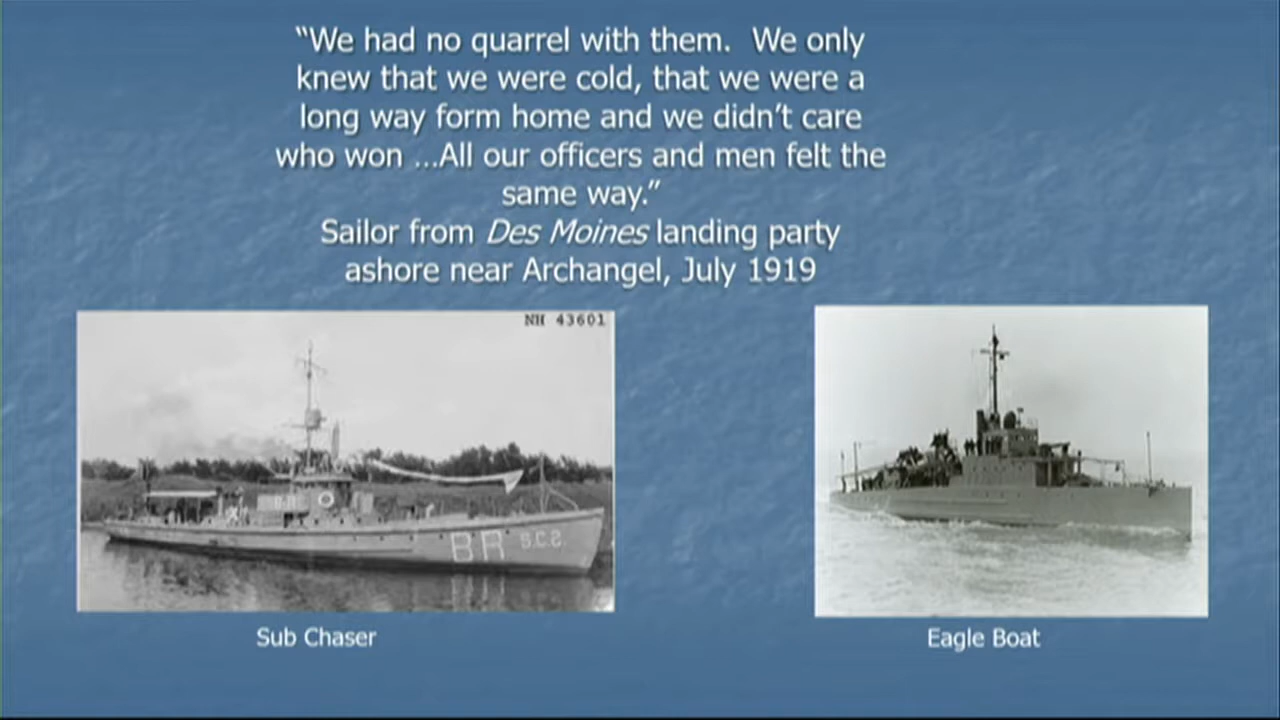 “We had no quarrel with them.  We only
knew that we were cold, that we were a
long way form home and we didn’t care
who won …All our officers and men felt the
same way.”
Sailor from Des Moines landing party
ashore near Archangel, July 1919
NH 43601
BR S.C.2.
Sub Chaser
Eagle Boat